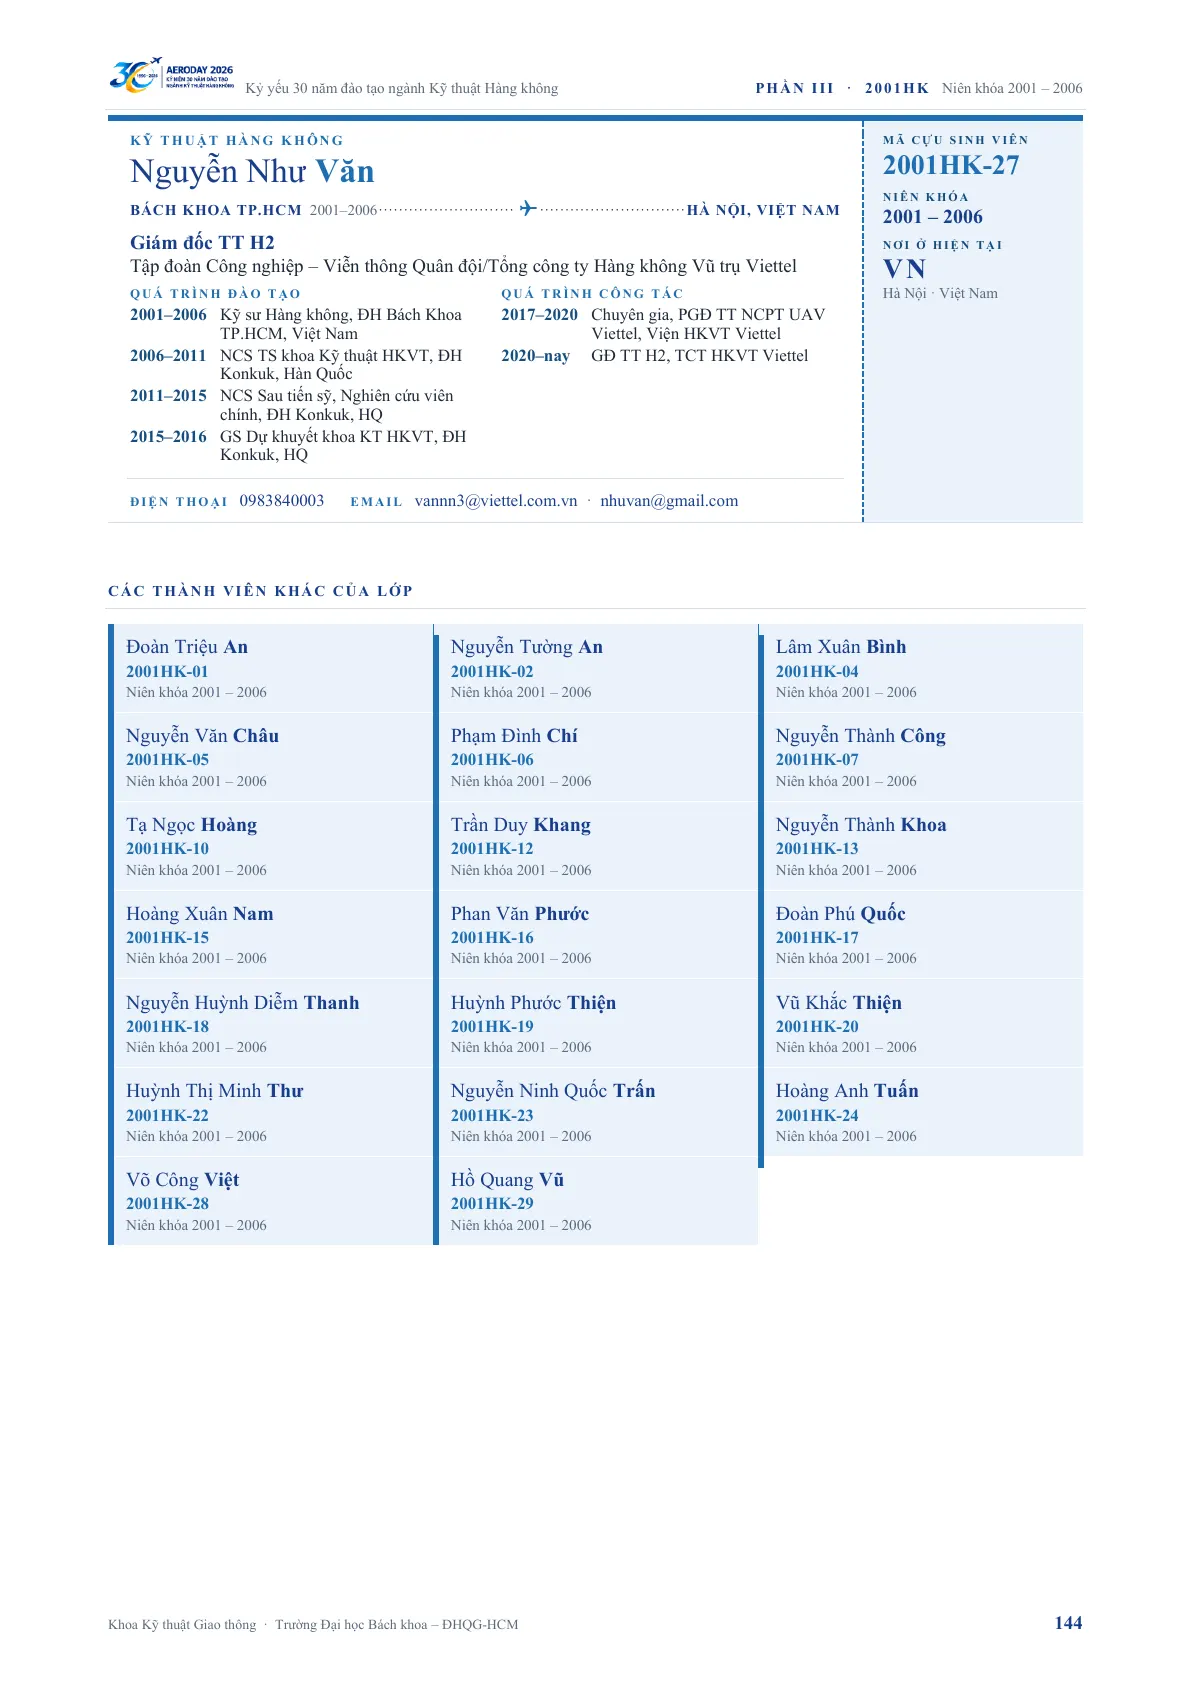 AERODAY 2026
KỶ NIỆM 30 NĂM ĐÀO TẠO
NGÀNH KỸ THUẬT HÀNG KHÔNG
Kỷ yếu 30 năm đào tạo ngành Kỹ thuật Hàng không
PHẦN III · 2001HK Niên khóa 2001 – 2006
KỸ THUẬT HÀNG KHÔNG
Nguyễn Như Văn
BÁCH KHOA TP.HCM 2001–2006 ✈ HÀ NỘI, VIỆT NAM
Giám đốc TT H2
Tập đoàn Công nghiệp – Viễn thông Quân đội/Tổng công ty Hàng không Vũ trụ Viettel
QUÁ TRÌNH ĐÀO TẠO
2001–2006 Kỹ sư Hàng không, ĐH Bách Khoa
TP.HCM, Việt Nam
2006–2011 NCS TS khoa Kỹ thuật HKVT, ĐH
Konkuk, Hàn Quốc
2011–2015 NCS Sau tiến sỹ, Nghiên cứu viên
chính, ĐH Konkuk, HQ
2015–2016 GS Dự khuyết khoa KT HKVT, ĐH
Konkuk, HQ
QUÁ TRÌNH CÔNG TÁC
2017–2020 Chuyên gia, PGĐ TT NCPT UAV
Viettel, Viện HKVT Viettel
2020–nay GĐ TT H2, TCT HKVT Viettel
ĐIỆN THOẠI 0983840003 EMAIL vannn3@viettel.com.vn · nhuvan@gmail.com
MÃ CỰU SINH VIÊN
2001HK-27
NIÊN KHÓA
2001 – 2006
NƠI Ở HIỆN TẠI
VN
Hà Nội · Việt Nam
CÁC THÀNH VIÊN KHÁC CỦA LỚP
Đoàn Triệu An
2001HK-01
Niên khóa 2001 – 2006
Nguyễn Tường An
2001HK-02
Niên khóa 2001 – 2006
Lâm Xuân Bình
2001HK-04
Niên khóa 2001 – 2006
Nguyễn Văn Châu
2001HK-05
Niên khóa 2001 – 2006
Phạm Đình Chí
2001HK-06
Niên khóa 2001 – 2006
Nguyễn Thành Công
2001HK-07
Niên khóa 2001 – 2006
Tạ Ngọc Hoàng
2001HK-10
Niên khóa 2001 – 2006
Trần Duy Khang
2001HK-12
Niên khóa 2001 – 2006
Nguyễn Thành Khoa
2001HK-13
Niên khóa 2001 – 2006
Hoàng Xuân Nam
2001HK-15
Niên khóa 2001 – 2006
Phan Văn Phước
2001HK-16
Niên khóa 2001 – 2006
Đoàn Phú Quốc
2001HK-17
Niên khóa 2001 – 2006
Nguyễn Huỳnh Diễm Thanh
2001HK-18
Niên khóa 2001 – 2006
Huỳnh Phước Thiện
2001HK-19
Niên khóa 2001 – 2006
Vũ Khắc Thiện
2001HK-20
Niên khóa 2001 – 2006
Huỳnh Thị Minh Thư
2001HK-22
Niên khóa 2001 – 2006
Nguyễn Ninh Quốc Trấn
2001HK-23
Niên khóa 2001 – 2006
Hoàng Anh Tuấn
2001HK-24
Niên khóa 2001 – 2006
Võ Công Việt
2001HK-28
Niên khóa 2001 – 2006
Hồ Quang Vũ
2001HK-29
Niên khóa 2001 – 2006
Khoa Kỹ thuật Giao thông · Trường Đại học Bách khoa – ĐHQG-HCM
144